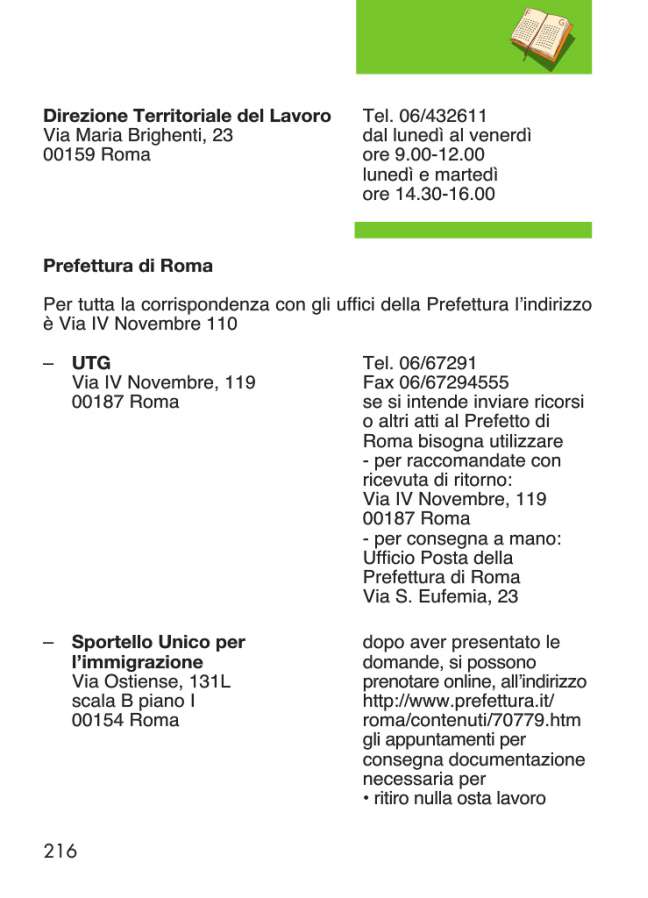 Direzione Territoriale del Lavoro
Via Maria Brighenti, 23
00159 Roma
Tel. 06/432611
dal lunedì al venerdì
ore 9.00-12.00
lunedì e martedì
ore 14.30-16.00
Prefettura di Roma
Per tutta la corrispondenza con gli uffici della Prefettura l'indirizzo
è Via IV Novembre 110
– UTG
Via IV Novembre, 119
00187 Roma
Tel. 06/67291
Fax 06/67294555
se si intende inviare ricorsi
o altri atti al Prefetto di
Roma bisogna utilizzare
- per raccomandate con
ricevuta di ritorno:
Via IV Novembre, 119
00187 Roma
- per consegna a mano:
Ufficio Posta della
Prefettura di Roma
Via S. Eufemia, 23
– Sportello Unico per
l'immigrazione
Via Ostiense, 131L
scala B piano I
00154 Roma
dopo aver presentato le
domande, si possono
prenotare online, all'indirizzo
http://www.prefettura.it/
roma/contenuti/70779.htm
gli appuntamenti per
consegna documentazione
necessaria per
• ritiro nulla osta lavoro
216